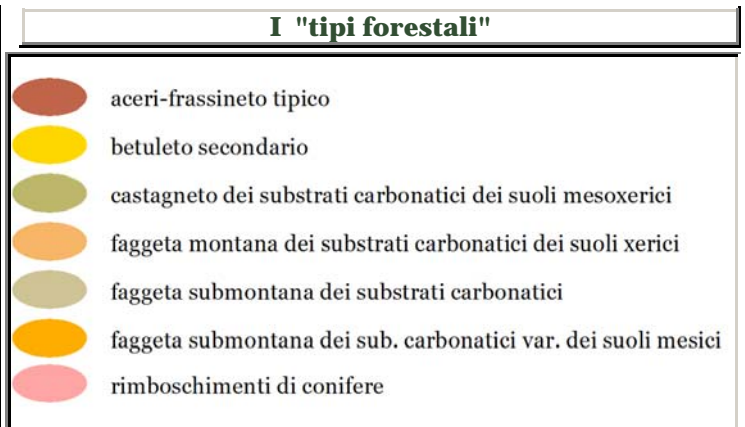 I "tipi forestali"
aceri-frassineto tipico
betuleto secondario
castagneto dei substrati carbonatici dei suoli mesoxerici
faggeta montana dei substrati carbonatici dei suoli xerici
faggeta submontana dei substrati carbonatici
faggeta submontana dei sub. carbonatici var. dei suoli mesici
rimboschimenti di conifere